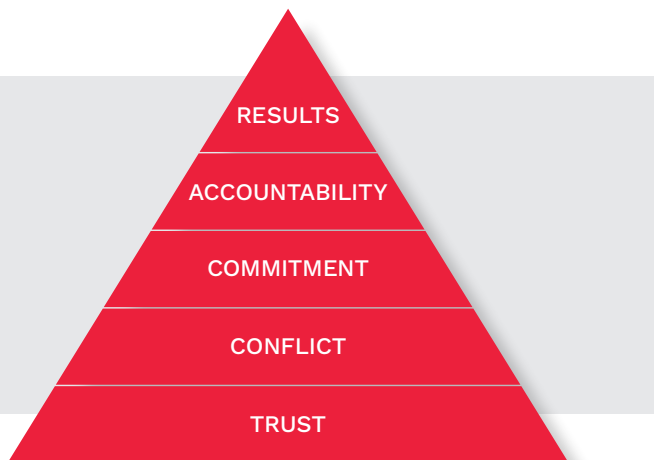 RESULTS
ACCOUNTABILITY
COMMITMENT
CONFLICT
TRUST